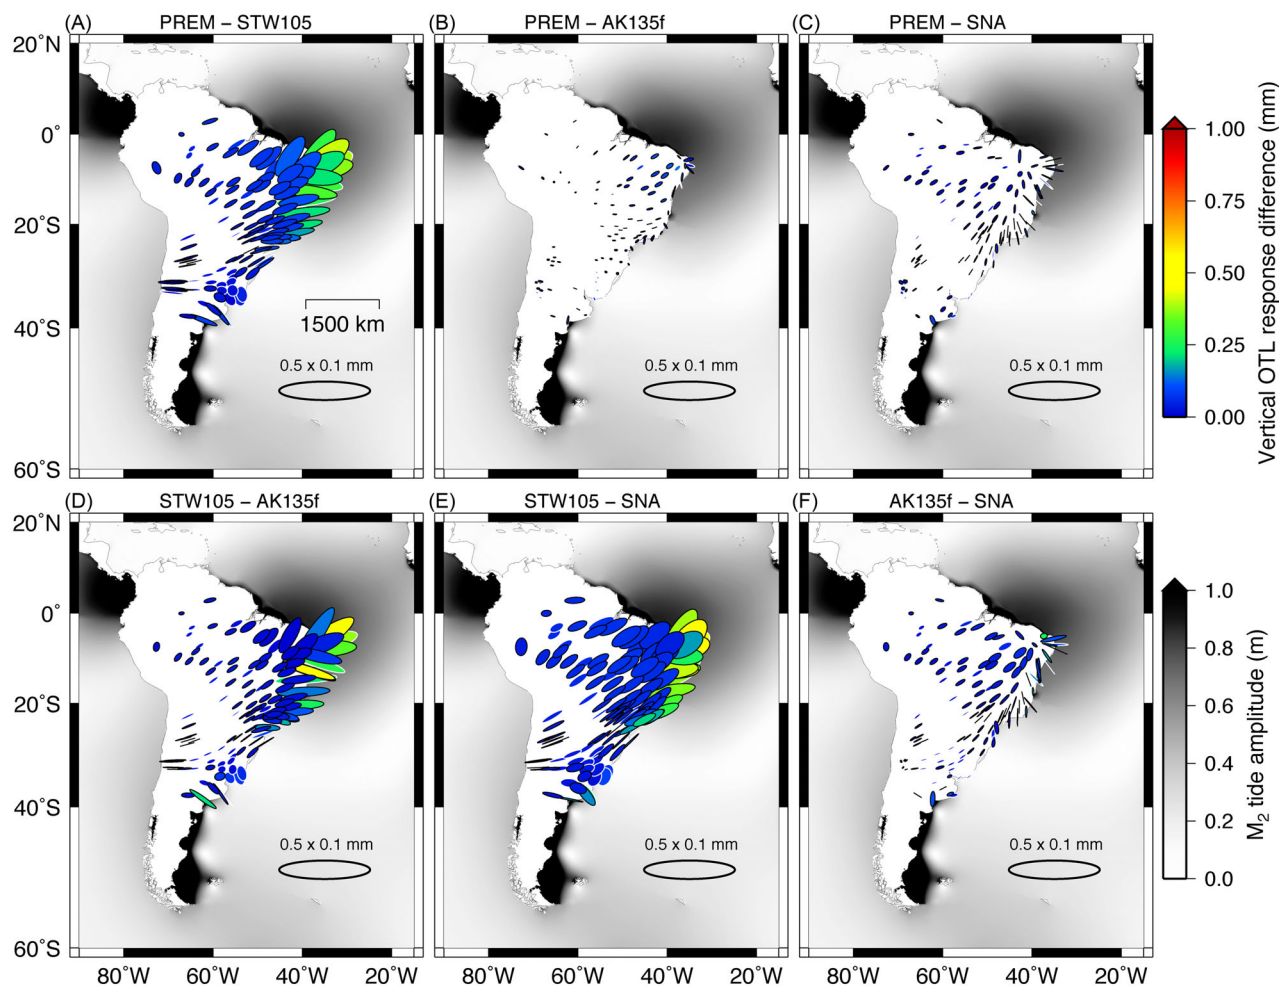 (A) PREM – STW105
(B) PREM – AK135f
(C) PREM – SNA
20˚N
0˚
20˚S
40˚S
60˚S
1500 km
0.5 x 0.1 mm
0.5 x 0.1 mm
0.5 x 0.1 mm
1.00
0.75
0.50
0.25
0.00
Vertical OTL response difference (mm)
(D) STW105 – AK135f
(E) STW105 – SNA
(F) AK135f – SNA
20˚N
0˚
20˚S
40˚S
60˚S
0.5 x 0.1 mm
0.5 x 0.1 mm
0.5 x 0.1 mm
1.0
0.8
0.6
0.4
0.2
0.0
M₂ tide amplitude (m)
80˚W 60˚W 40˚W 20˚W 80˚W 60˚W 40˚W 20˚W 80˚W 60˚W 40˚W 20˚W